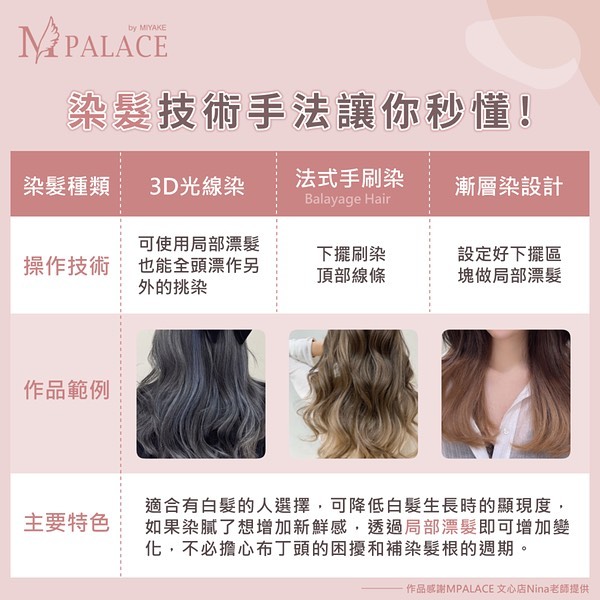 by MIYAKE
MPALACE
染髮技術手法讓你秒懂!
染髮種類
3D光線染
法式手刷染
Balayage Hair
漸層染設計
操作技術
可使用局部漂髮
也能全頭漂作另
外的挑染
下擺刷染
頂部線條
設定好下擺區
塊做局部漂髮
作品範例
主要特色
適合有白髮的人選擇，可降低白髮生長時的顯現度，
如果染膩了想增加新鮮感，透過局部漂髮即可增加變
化，不必擔心布丁頭的困擾和補染髮根的週期。
作品感謝MPALACE 文心店Nina老師提供